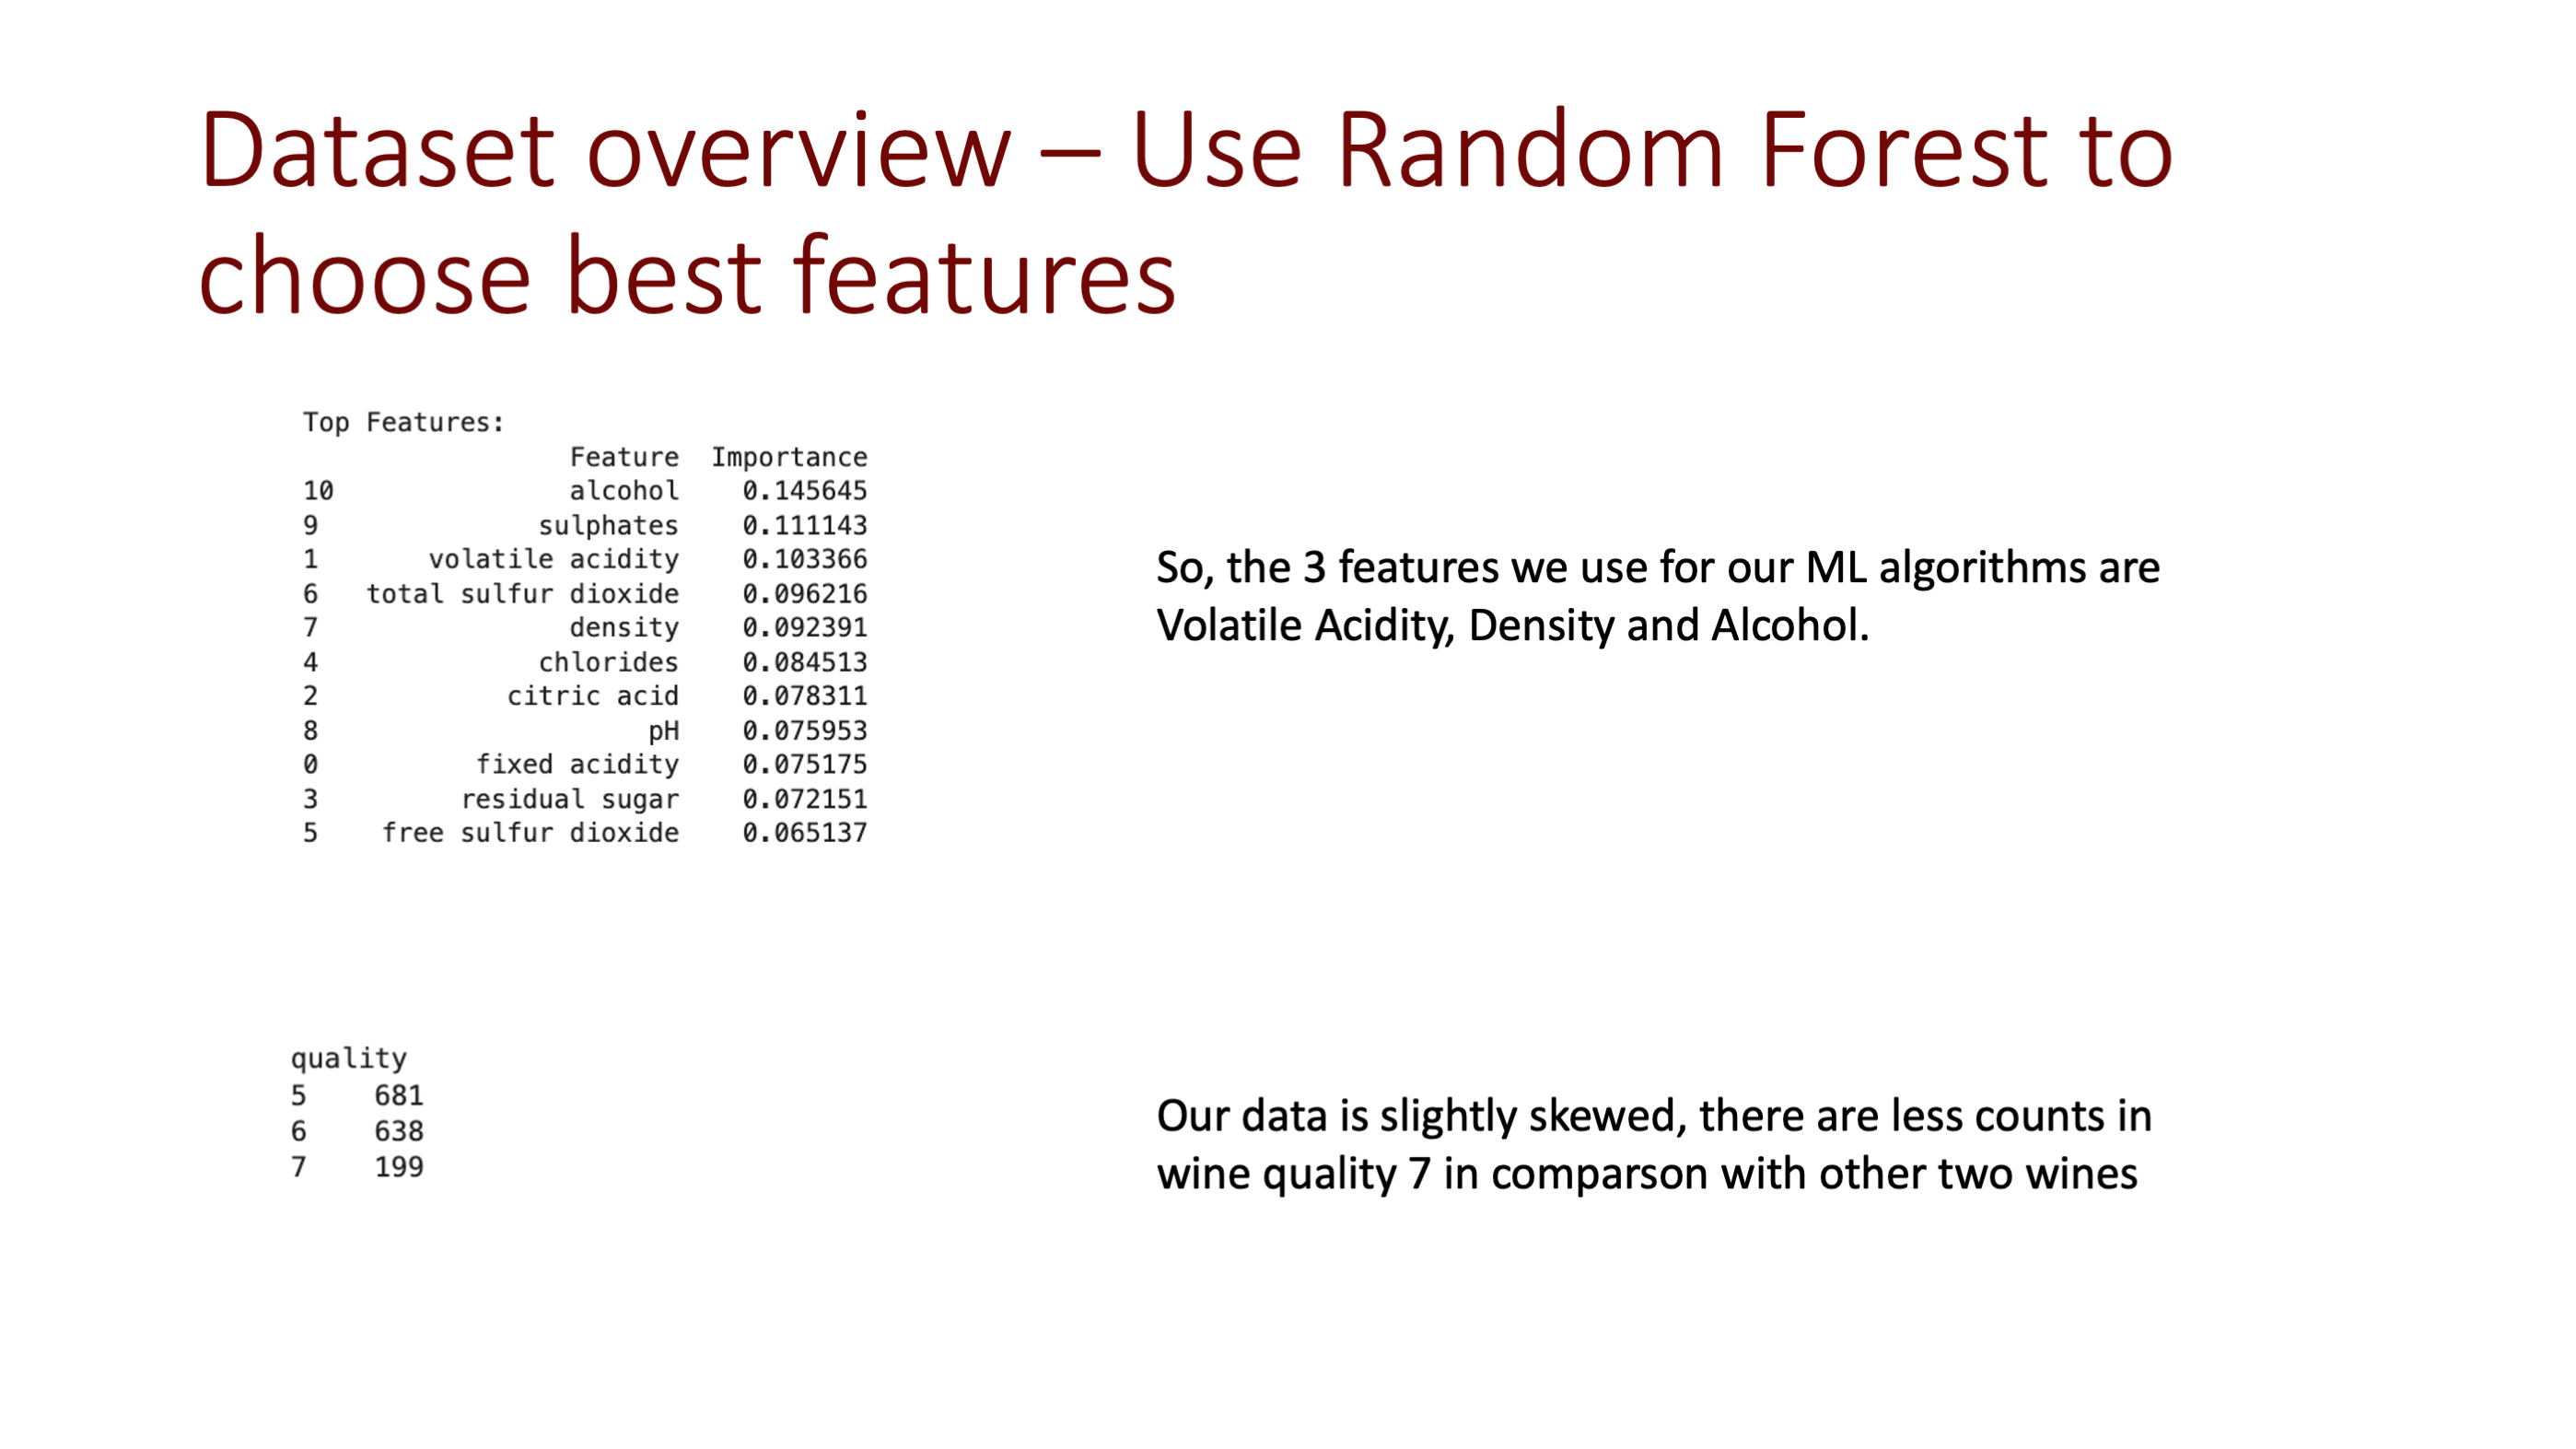 Dataset overview – Use Random Forest to
choose best features
Top Features:
Feature Importance
10 alcohol 0.145645
9 sulphates 0.111143
1 volatile acidity 0.103366
6 total sulfur dioxide 0.096216
7 density 0.092391
4 chlorides 0.084513
2 citric acid 0.078311
8 pH 0.075953
0 fixed acidity 0.075175
3 residual sugar 0.072151
5 free sulfur dioxide 0.065137
So, the 3 features we use for our ML algorithms are
Volatile Acidity, Density and Alcohol.
quality
5 681
6 638
7 199
Our data is slightly skewed, there are less counts in
wine quality 7 in comparson with other two wines